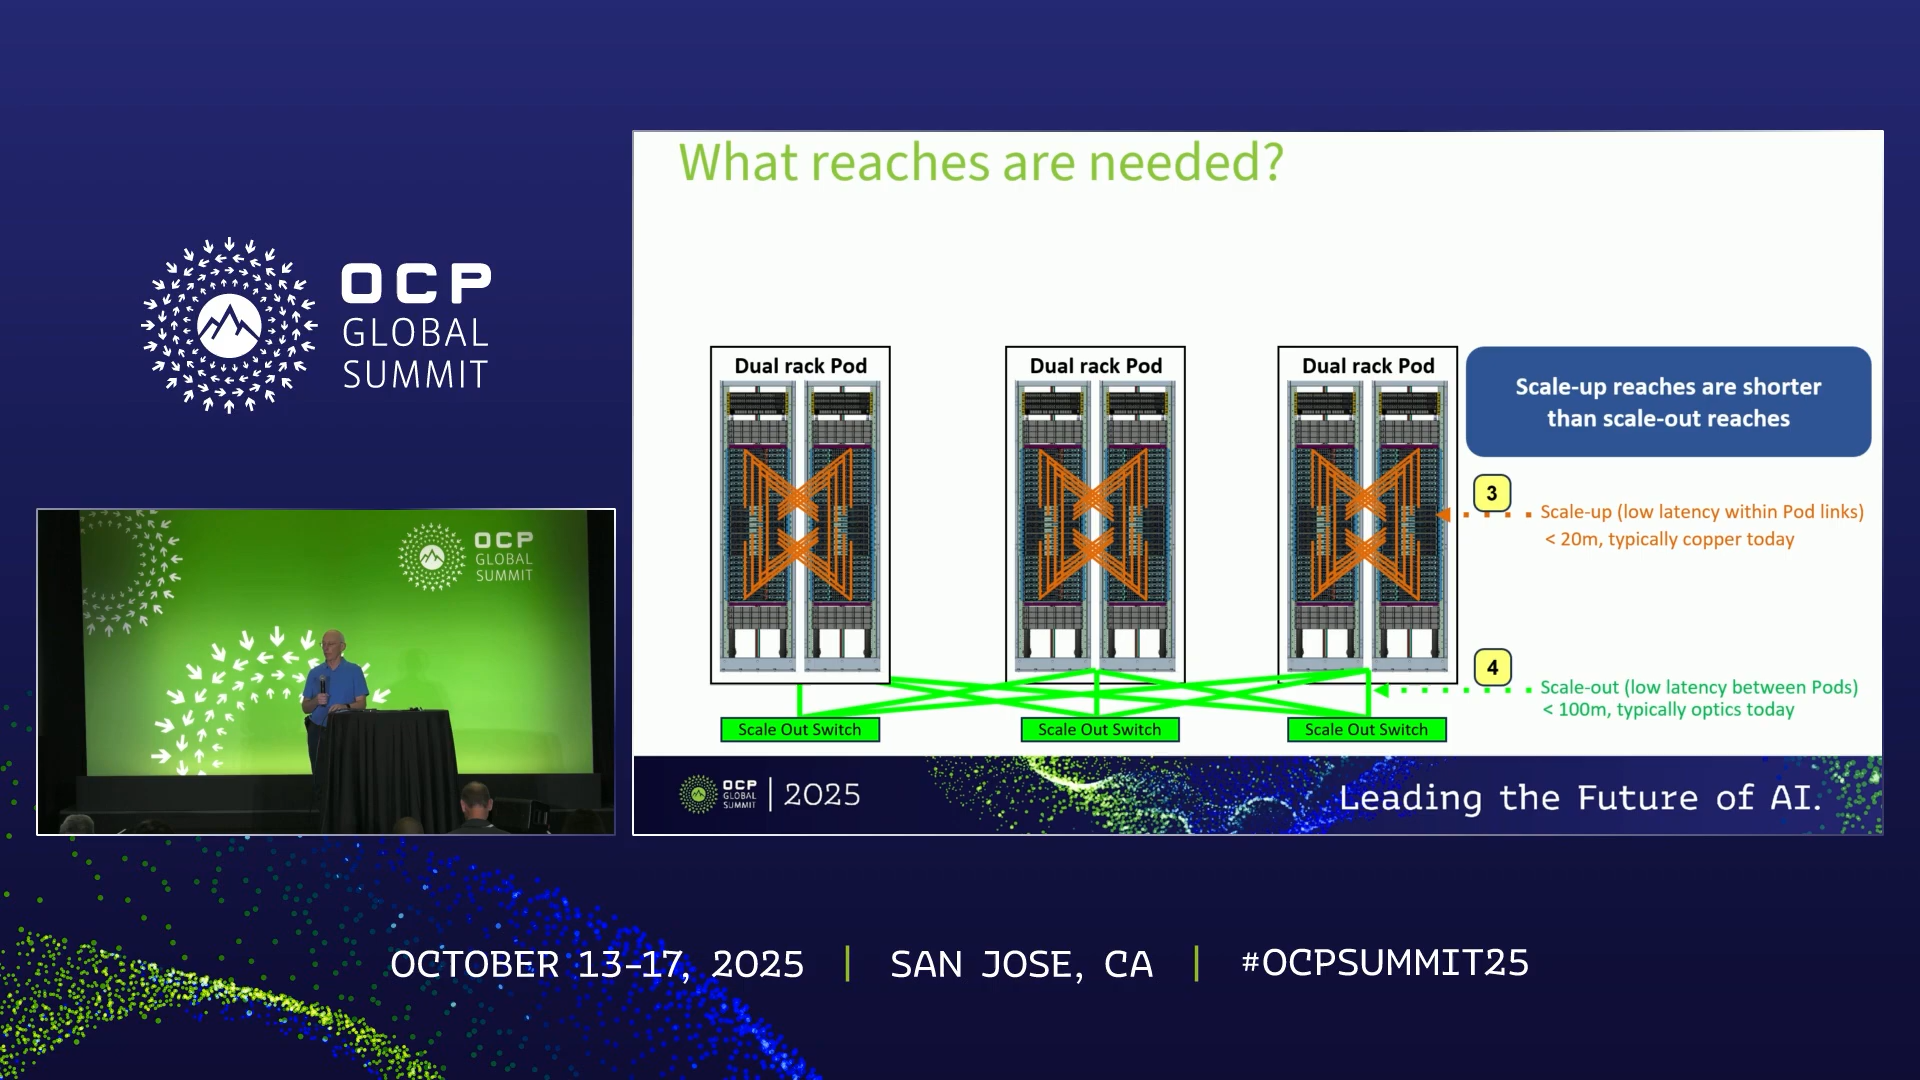 OCP
GLOBAL
SUMMIT
OCP
GLOBAL
SUMMIT
What reaches are needed?
Dual rack Pod
Dual rack Pod
Dual rack Pod
Scale-up reaches are shorter
than scale-out reaches
3
Scale-up (low latency within Pod links)
< 20m, typically copper today
4
Scale-out (low latency between Pods)
< 100m, typically optics today
Scale Out Switch
Scale Out Switch
Scale Out Switch
OCP
GLOBAL
SUMMIT
2025
Leading the Future of AI.
OCTOBER 13-17, 2025 | SAN JOSE, CA | #OCPSUMMIT25